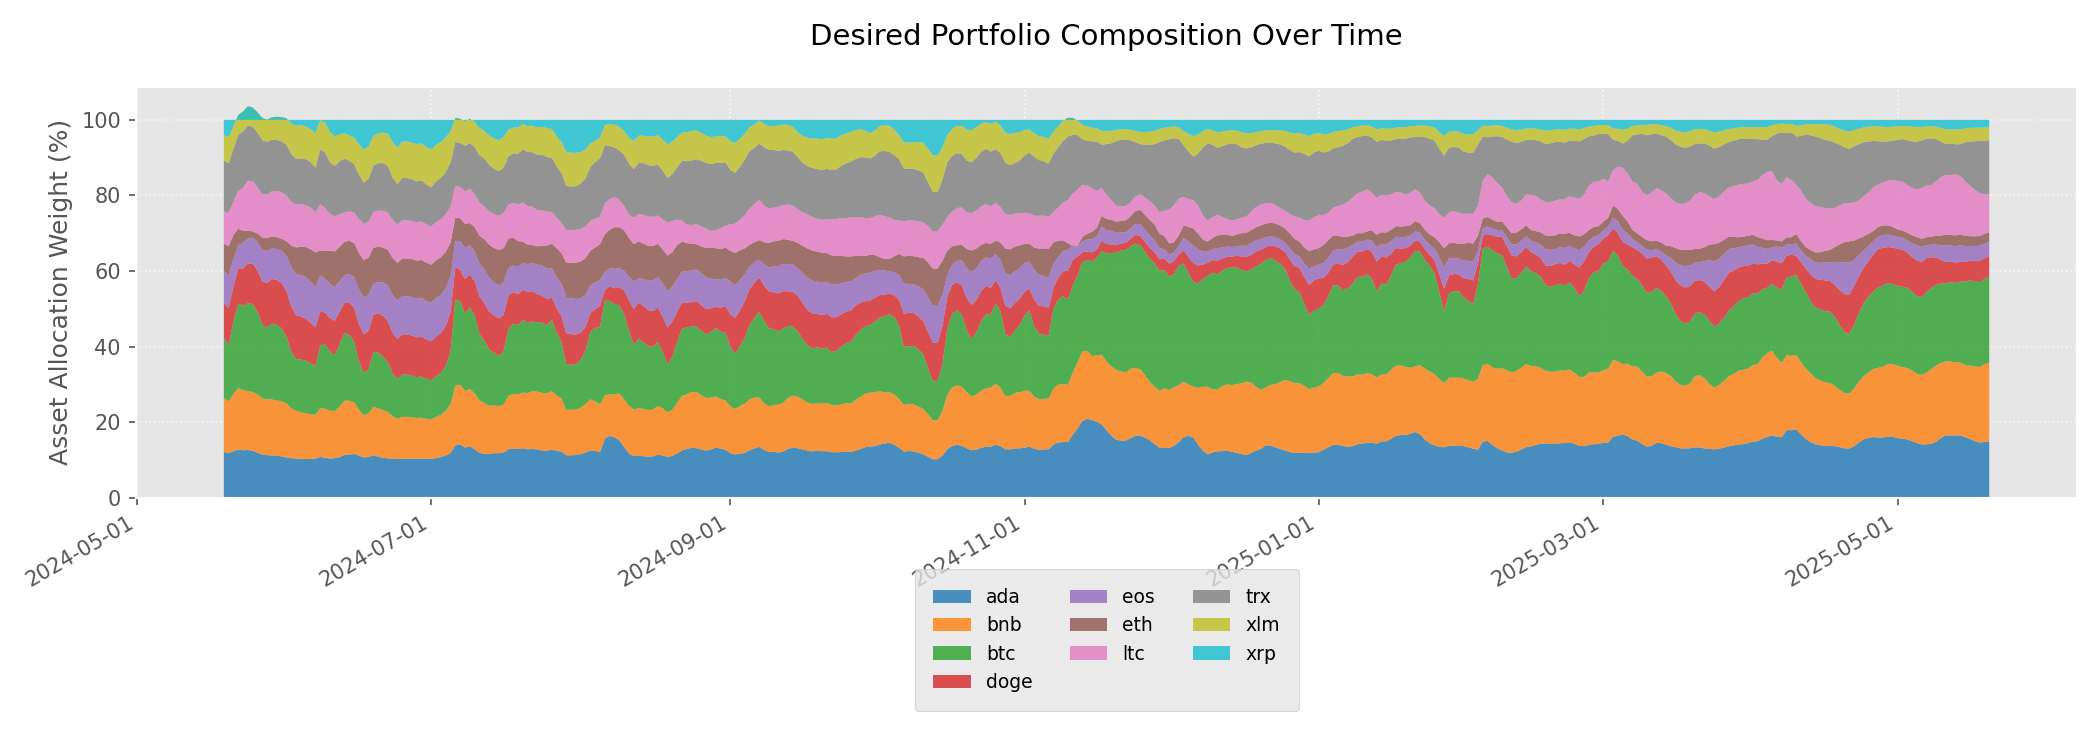 Desired Portfolio Composition Over Time
Asset Allocation Weight (%)
100
80
60
40
20
0
2024-05-01
2024-07-01
2024-09-01
2024-11-01
2025-01-01
2025-03-01
2025-05-01
ada eos trx
bnb eth xlm
btc ltc xrp
doge